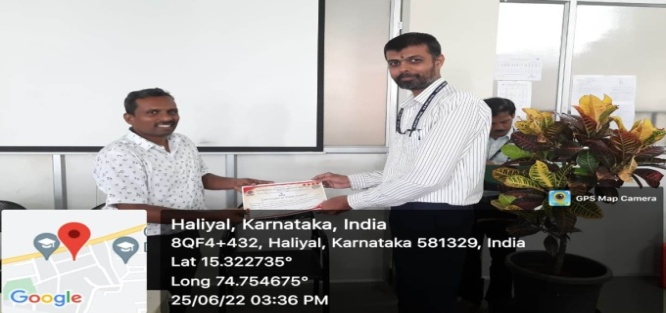 GPS Map Camera
Haliyal, Karnataka, India
8QF4+432, Haliyal, Karnataka 581329, India
Lat 15.322735°
Long 74.754675°
25/06/22 03:36 PM
Google